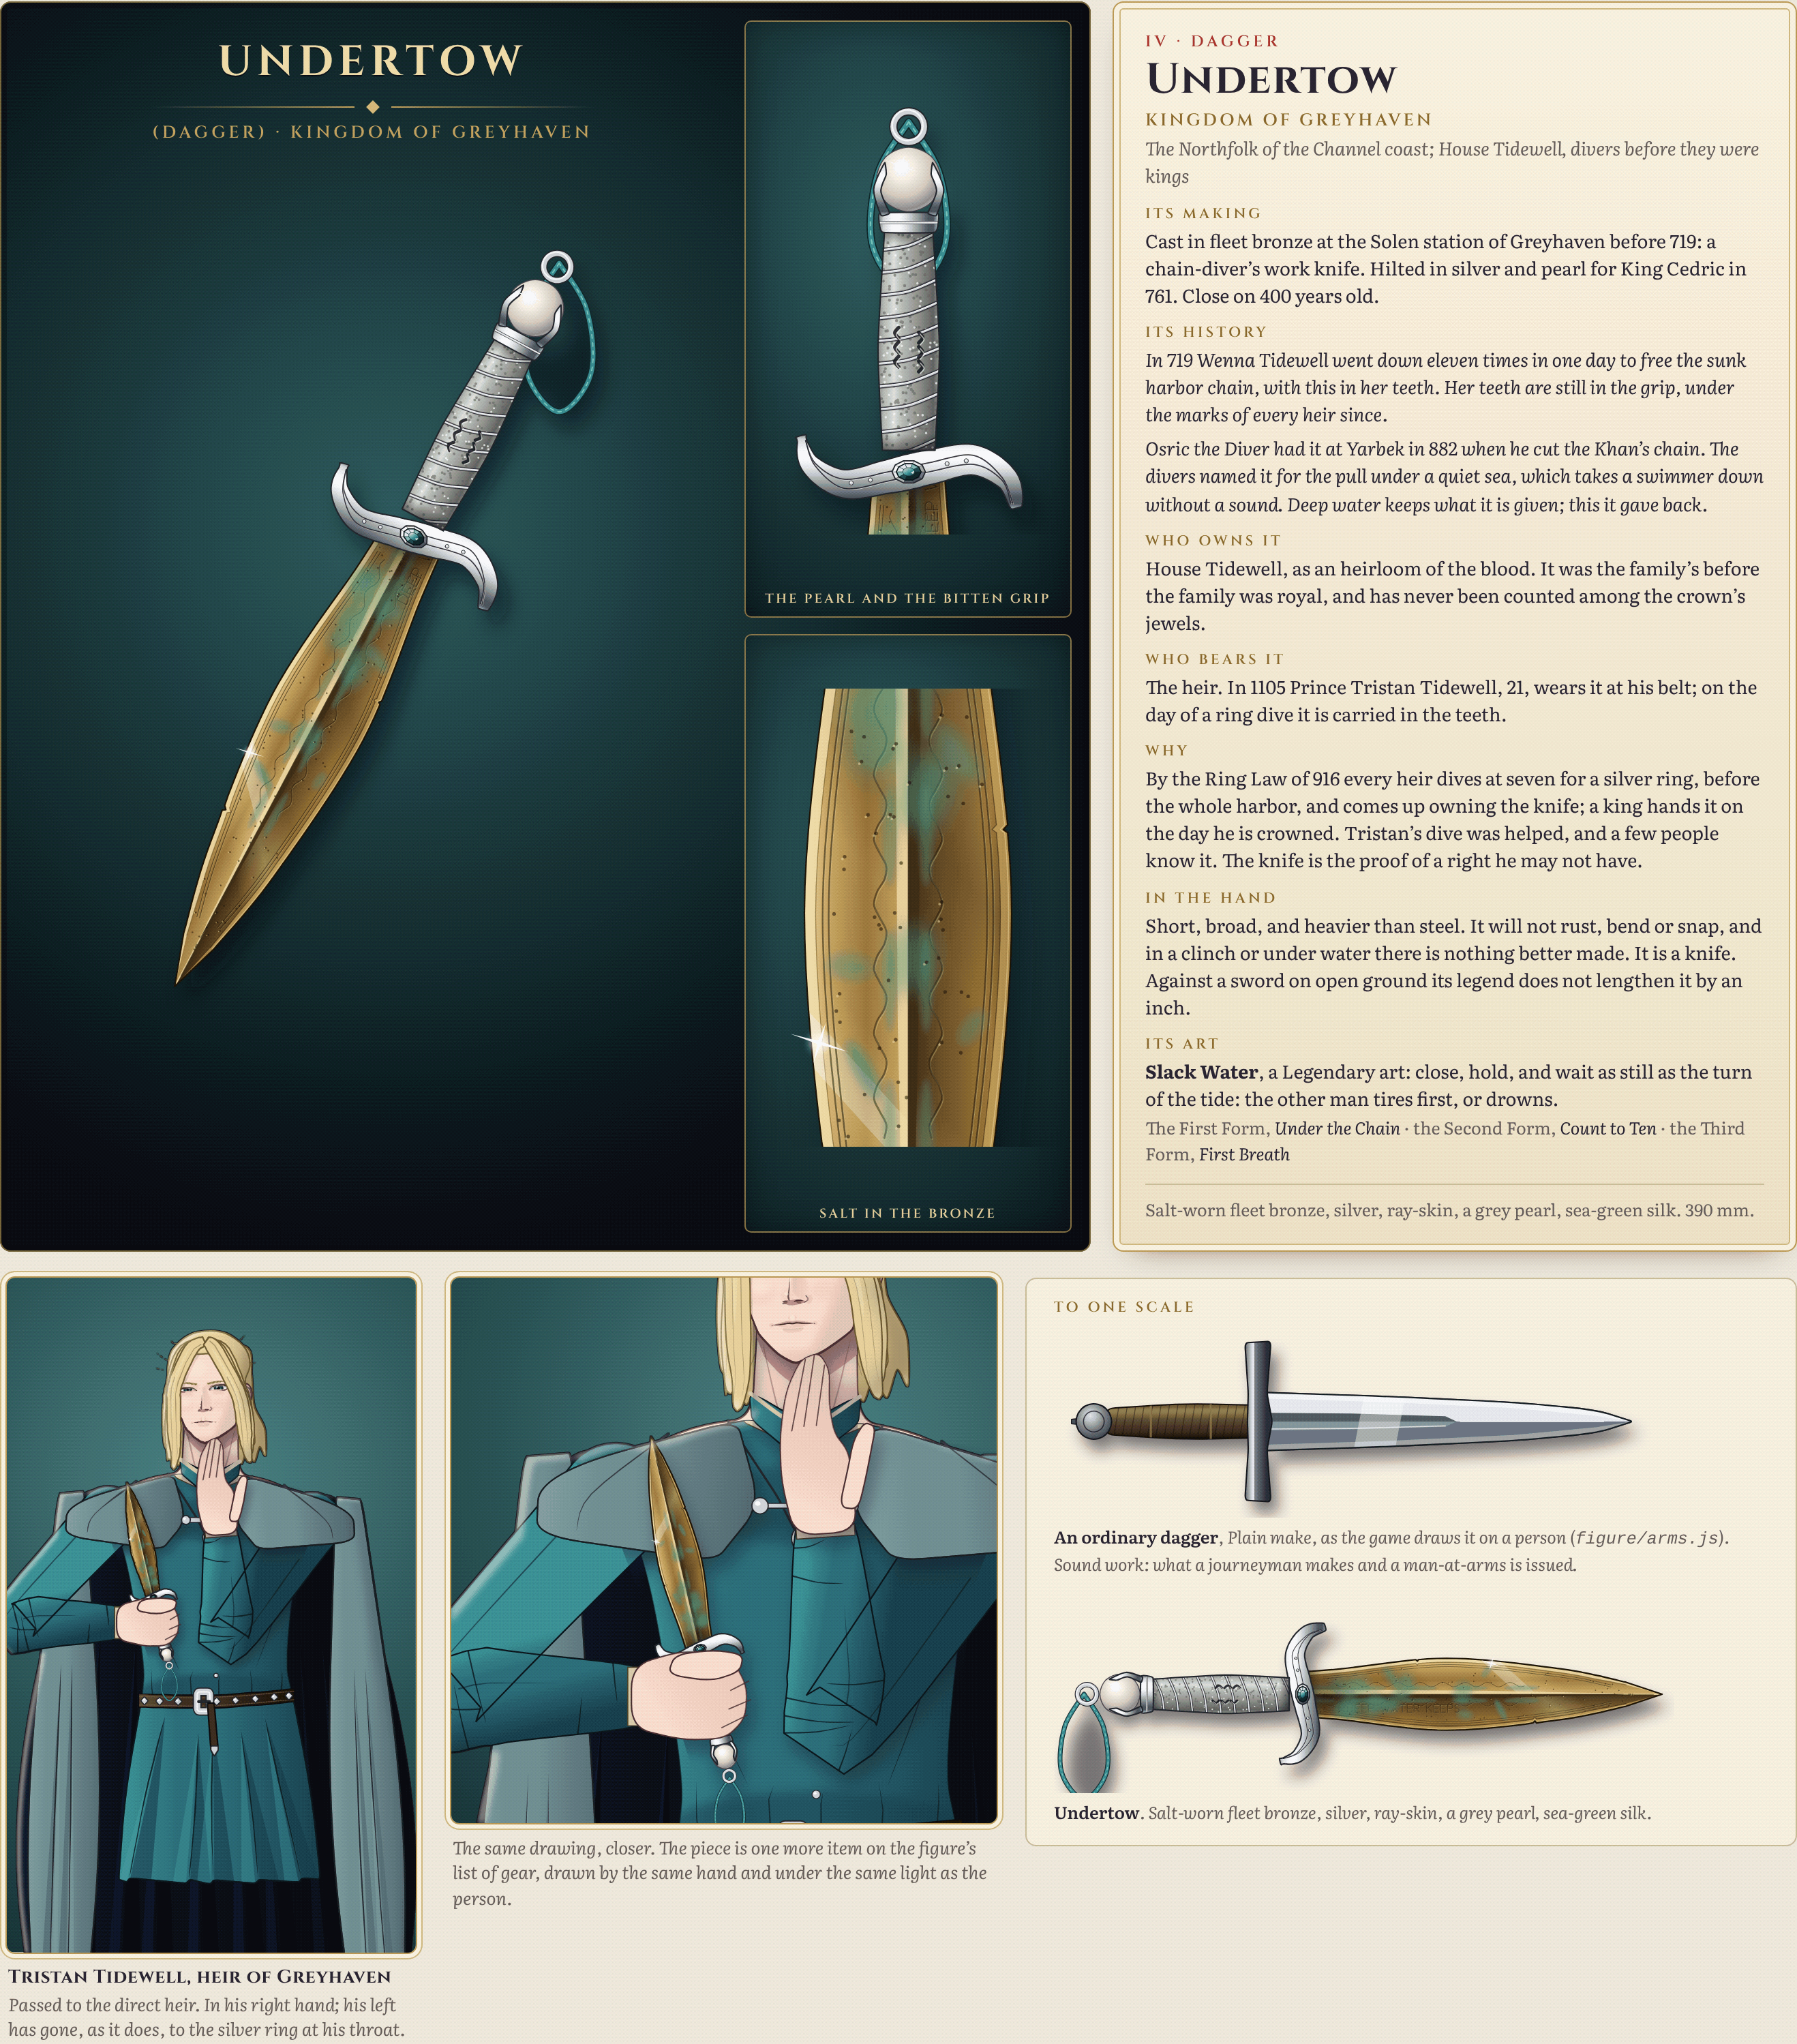 UNDERTOW
(DAGGER) · KINGDOM OF GREYHAVEN
THE PEARL AND THE BITTEN GRIP
SALT IN THE BRONZE
IV · DAGGER
UNDERTOW
KINGDOM OF GREYHAVEN
The Northfolk of the Channel coast; House Tidewell, divers before they were
kings
ITS MAKING
Cast in fleet bronze at the Solen station of Greyhaven before 719: a
chain-diver’s work knife. Hilted in silver and pearl for King Cedric in
761. Close on 400 years old.
ITS HISTORY
In 719 Wenna Tidewell went down eleven times in one day to free the sunk
harbor chain, with this in her teeth. Her teeth are still in the grip, under
the marks of every heir since.
Osric the Diver had it at Yarbek in 882 when he cut the Khan’s chain. The
divers named it for the pull under a quiet sea, which takes a swimmer down
without a sound. Deep water keeps what it is given; this it gave back.
WHO OWNS IT
House Tidewell, as an heirloom of the blood. It was the family’s before
the family was royal, and has never been counted among the crown’s
jewels.
WHO BEARS IT
The heir. In 1105 Prince Tristan Tidewell, 21, wears it at his belt; on the
day of a ring dive it is carried in the teeth.
WHY
By the Ring Law of 916 every heir dives at seven for a silver ring, before
the whole harbor, and comes up owning the knife; a king hands it on
the day he is crowned. Tristan’s dive was helped, and a few people
know it. The knife is the proof of a right he may not have.
IN THE HAND
Short, broad, and heavier than steel. It will not rust, bend or snap, and
in a clinch or under water there is nothing better made. It is a knife.
Against a sword on open ground its legend does not lengthen it by an
inch.
ITS ART
Slack Water, a Legendary art: close, hold, and wait as still as the turn
of the tide: the other man tires first, or drowns.
The First Form, Under the Chain · the Second Form, Count to Ten · the Third
Form, First Breath
Salt-worn fleet bronze, silver, ray-skin, a grey pearl, sea-green silk. 390 mm.
TRISTAN TIDEWELL, HEIR OF GREYHAVEN
Passed to the direct heir. In his right hand; his left
has gone, as it does, to the silver ring at his throat.
The same drawing, closer. The piece is one more item on the figure’s
list of gear, drawn by the same hand and under the same light as the
person.
TO ONE SCALE
An ordinary dagger, Plain make, as the game draws it on a person (figure/arms.js).
Sound work: what a journeyman makes and a man-at-arms is issued.
WATER KEEPS
Undertow. Salt-worn fleet bronze, silver, ray-skin, a grey pearl, sea-green silk.